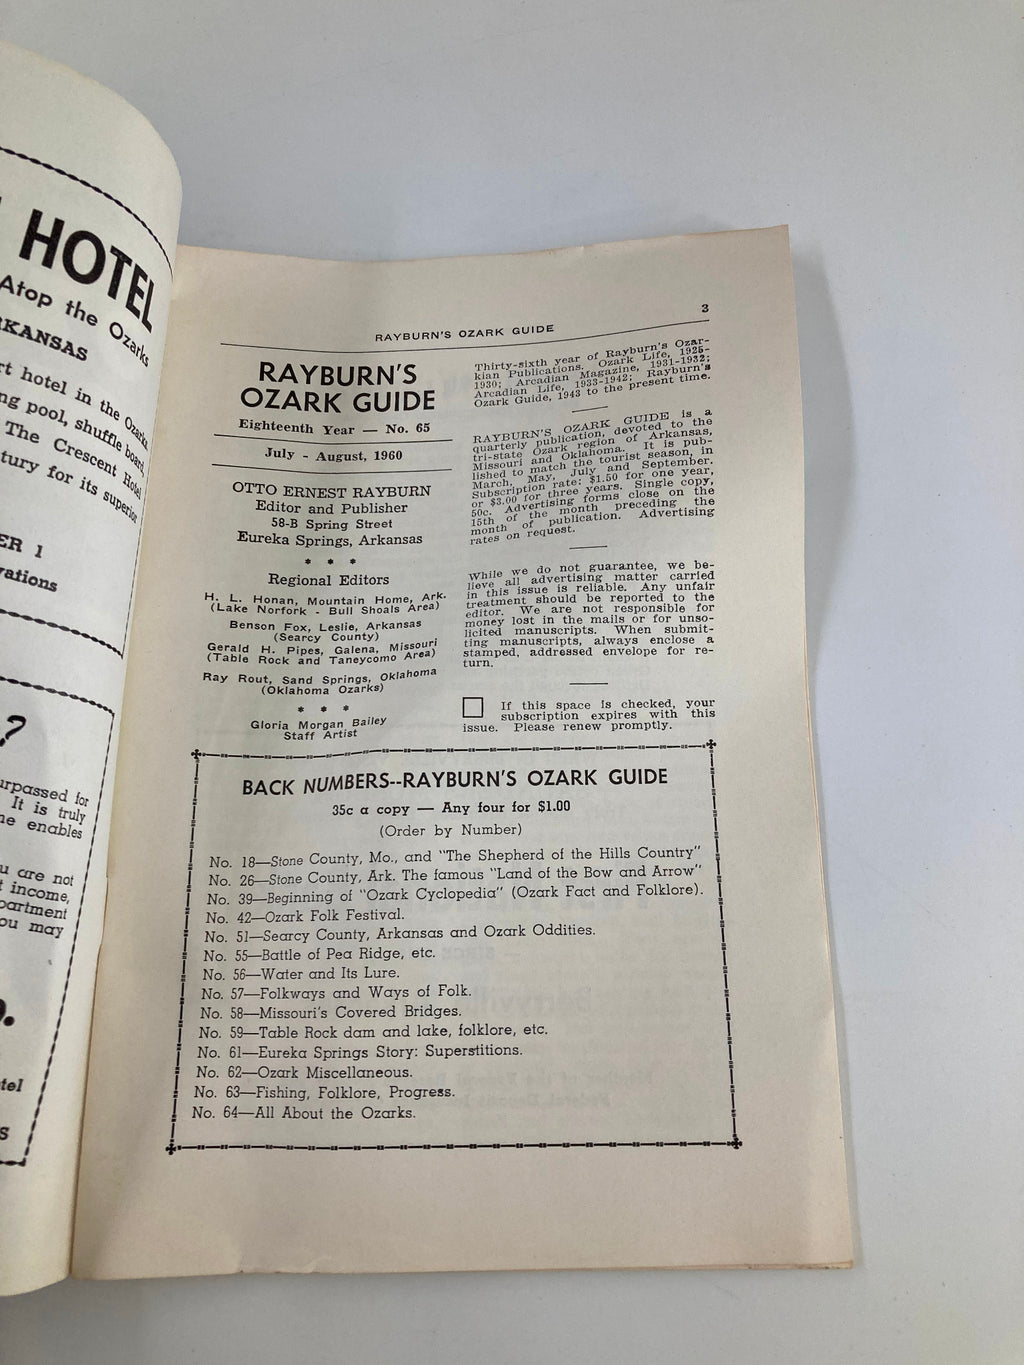 HOTEL
Atop the Ozarks
KANSAS
hotel in the Ozarks,
pool, shuffle board,
The Crescent Hotel
for its superior
ER 1
?
for
It is truly
enables
are not
income,
may
3
RAYBURN'S OZARK GUIDE
RAYBURN'S
OZARK GUIDE
Eighteenth Year — No. 65
July - August, 1960
OTTO ERNEST RAYBURN
Editor and Publisher
58-B Spring Street
Eureka Springs, Arkansas
* * *
Regional Editors
H. L. Honan, Mountain Home, Ark.
(Lake Norfork - Bull Shoals Area)
Benson Fox, Leslie, Arkansas
(Searcy County)
Gerald H. Pipes, Galena, Missouri
(Table Rock and Taneycomo Area)
Ray Rout, Sand Springs, Oklahoma
(Oklahoma Ozarks)
* * *
Gloria Morgan Bailey
Staff Artist
Thirty-sixth year of Rayburn's Ozar-
kian Publications. Ozark Life, 1925-
1930; Arcadian Magazine, 1931-1932;
Arcadian Life, 1933-1942; Rayburn's
Ozark Guide, 1943 to the present time.
RAYBURN'S OZARK GUIDE is a
quarterly publication, devoted to the
tri-state Ozark region of Arkansas,
Missouri and Oklahoma. It is pub-
lished to match the tourist season, in
March, May, July and September.
Subscription rate: $1.50 for one year,
or $3.00 for three years. Single copy,
50c. Advertising forms close on the
15th of the month preceding the
month of publication. Advertising
rates on request.
While we do not guarantee, we be-
lieve all advertising matter carried
in this issue is reliable. Any unfair
treatment should be reported to the
editor. We are not responsible for
money lost in the mails or for unso-
licited manuscripts. When submit-
ting manuscripts, always enclose a
stamped, addressed envelope for re-
turn.
If this space is checked, your
subscription expires with this
issue. Please renew promptly.
BACK NUMBERS--RAYBURN'S OZARK GUIDE
35c a copy — Any four for $1.00
(Order by Number)
No. 18—Stone County, Mo., and "The Shepherd of the Hills Country"
No. 26—Stone County, Ark. The famous "Land of the Bow and Arrow"
No. 39—Beginning of "Ozark Cyclopedia" (Ozark Fact and Folklore).
No. 42—Ozark Folk Festival.
No. 51—Searcy County, Arkansas and Ozark Oddities.
No. 55—Battle of Pea Ridge, etc.
No. 56—Water and Its Lure.
No. 57—Folkways and Ways of Folk.
No. 58—Missouri's Covered Bridges.
No. 59—Table Rock dam and lake, folklore, etc.
No. 61—Eureka Springs Story: Superstitions.
No. 62—Ozark Miscellaneous.
No. 63—Fishing, Folklore, Progress.
No. 64—All About the Ozarks.